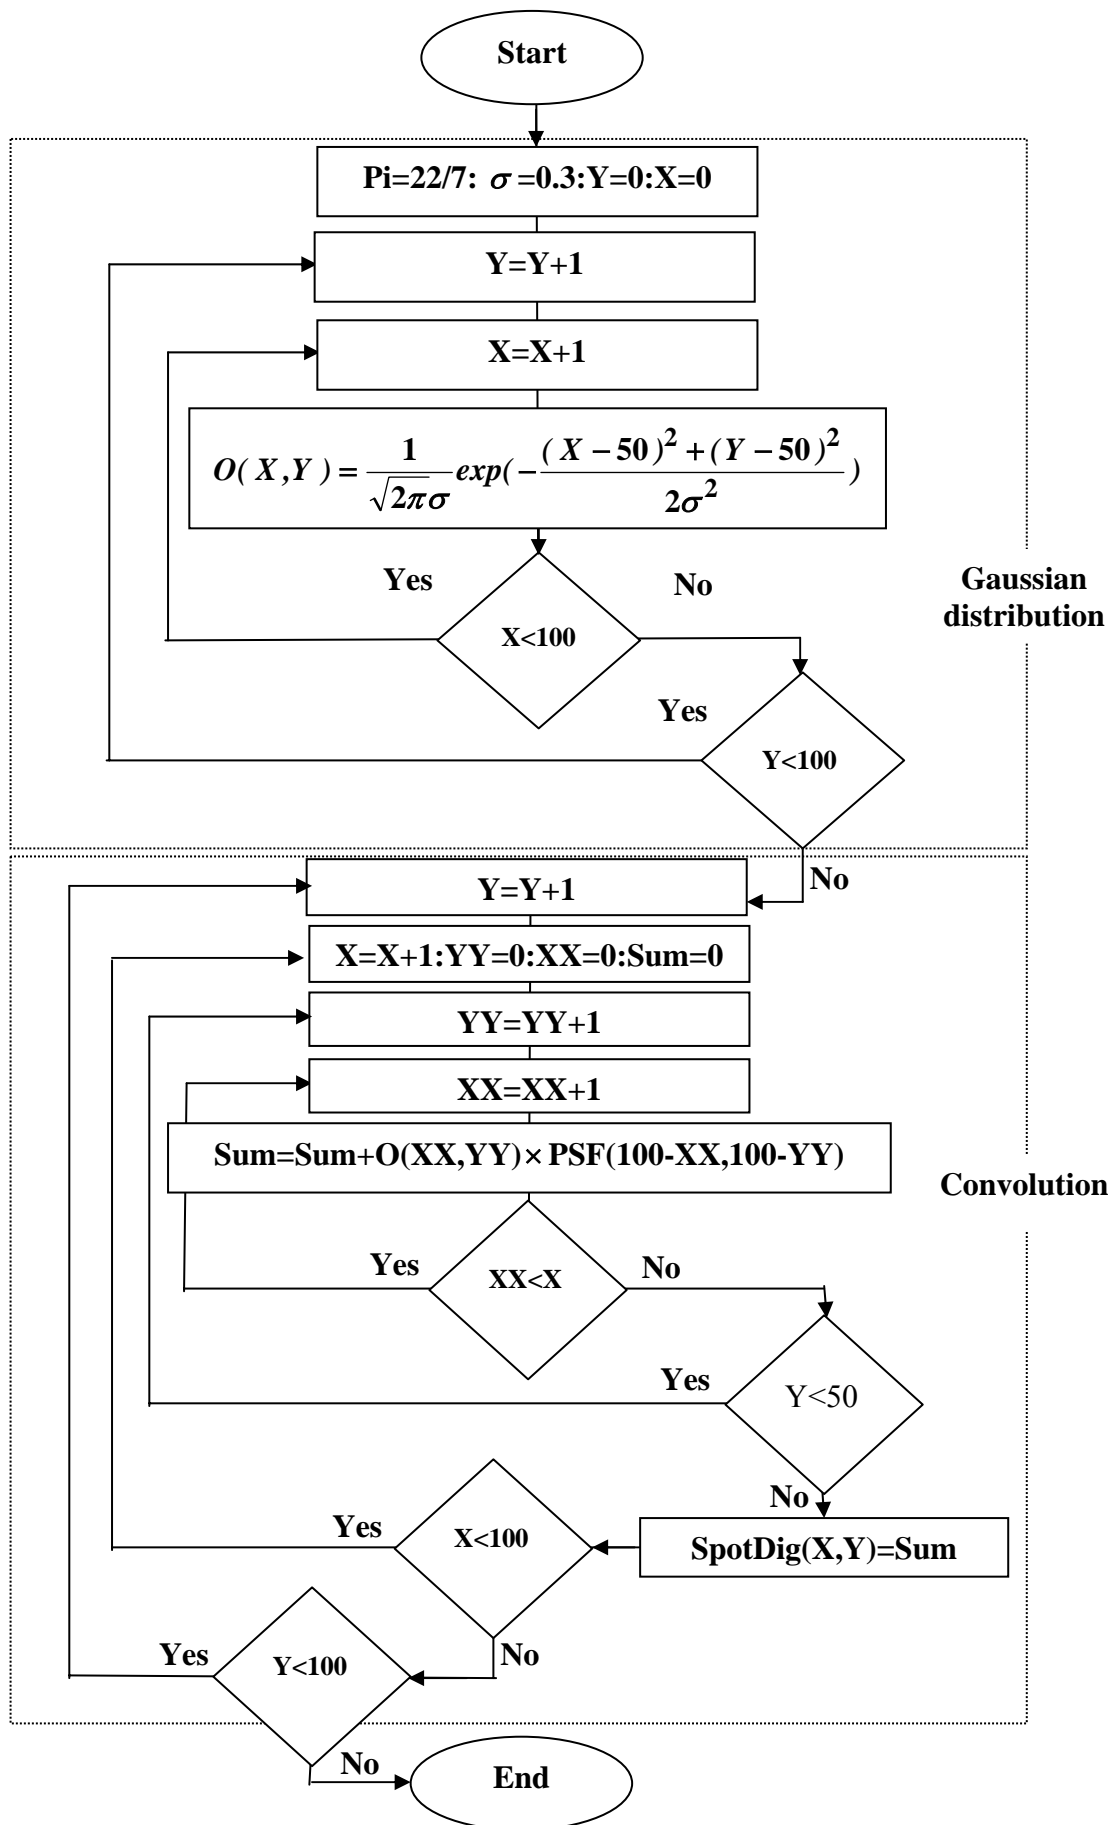 Start
Pi=22/7: σ=0.3:Y=0:X=0
Y=Y+1
X=X+1
O( X ,Y ) = \frac{1}{\sqrt{2π}σ} exp(-\frac{( X - 50 )^2 + (Y - 50 )^2}{2σ^2})
Yes
No
X<100
Gaussian
distribution
Yes
Y<100
No
Y=Y+1
X=X+1:YY=0:XX=0:Sum=0
YY=YY+1
XX=XX+1
Sum=Sum+O(XX,YY)×PSF(100-XX,100-YY)
Convolution
Yes
XX<X
No
Yes
Y<50
No
SpotDig(X,Y)=Sum
Yes
X<100
No
Yes
Y<100
No
End